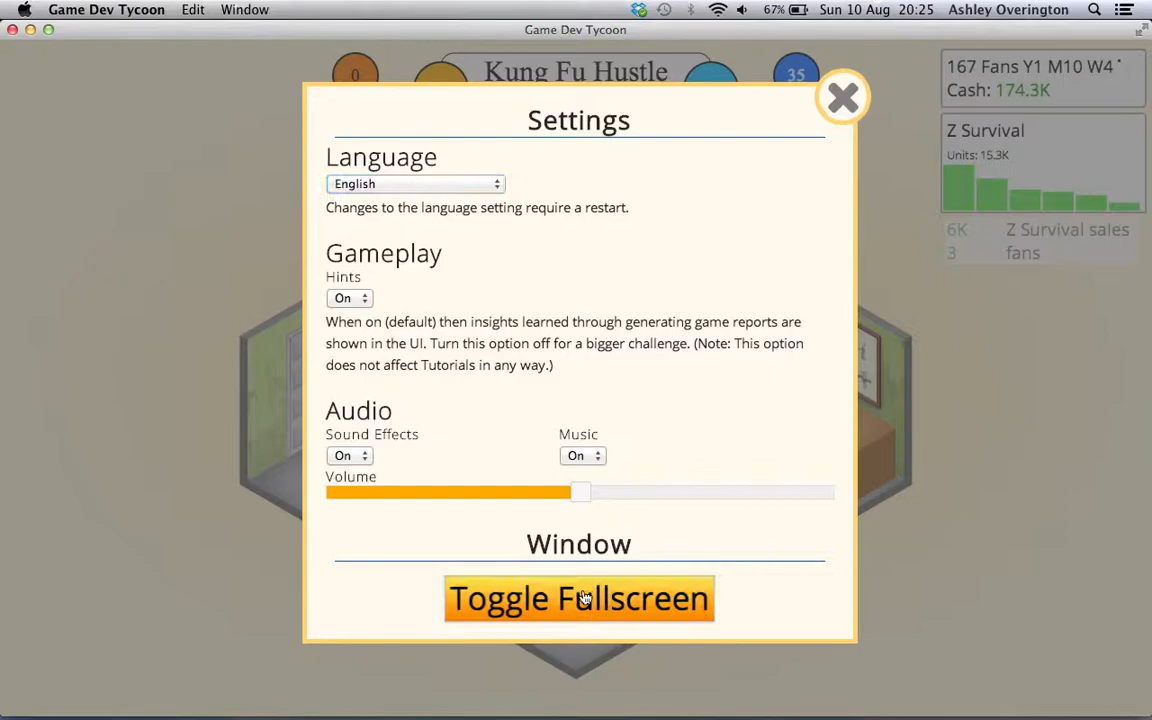 Game Dev Tycoon Edit Window 67% Sun 10 Aug 20:25 Ashley Overington
Game Dev Tycoon
0 Kung Fu Hustle 35
167 Fans Y1 M10 W4
Cash: 174.3K
Z Survival
Units: 15.3K
6K Z Survival sales
3 fans
Settings
Language
English
Changes to the language setting require a restart.
Gameplay
Hints
On
When on (default) then insights learned through generating game reports are
shown in the UI. Turn this option off for a bigger challenge. (Note: This option
does not affect Tutorials in any way.)
Audio
Sound Effects Music
On On
Volume
Window
Toggle Fullscreen